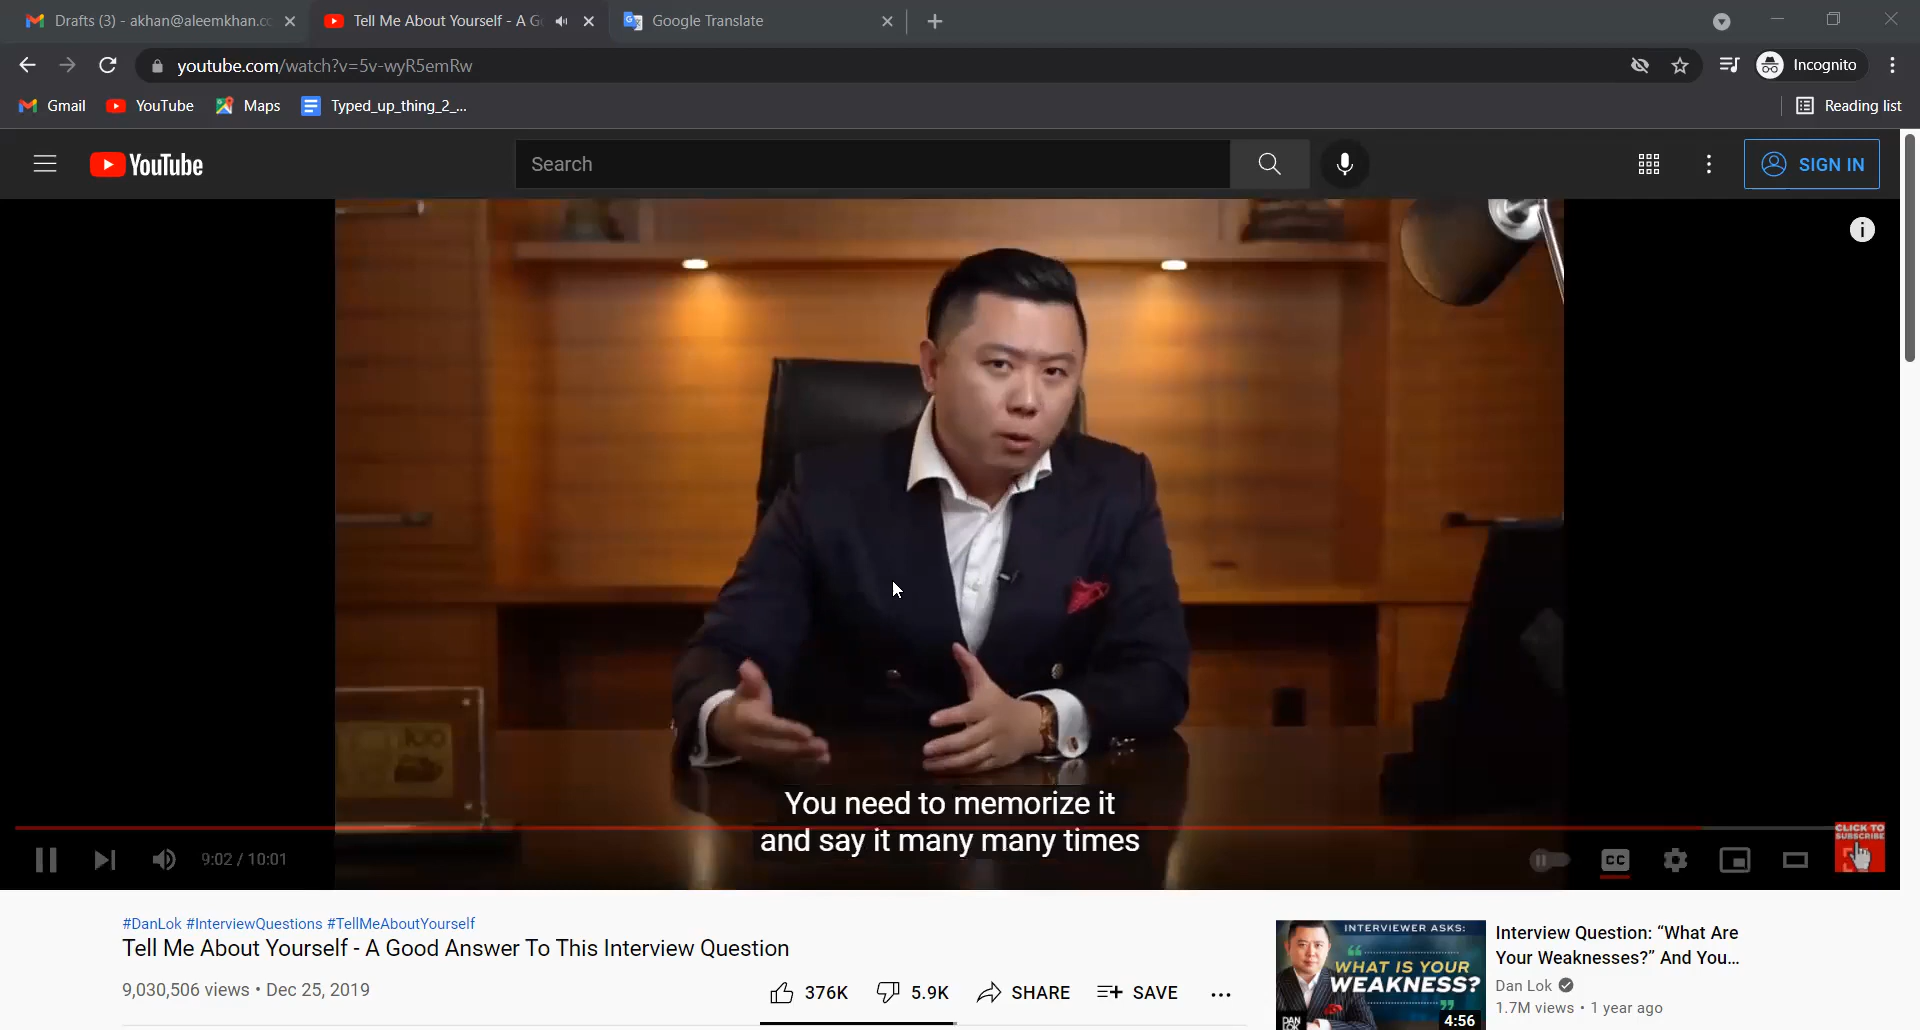 Drafts (3) - akhan@aleemkhan.cc
Tell Me About Yourself - A G
Google Translate
youtube.com/watch?v=5v-wyR5emRw
Incognito
Gmail
YouTube
Maps
Typed_up_thing_2_...
Reading list
YouTube
Search
SIGN IN
You need to memorize it
and say it many many times
CLICK TO
SUBSCRIBE
9:02 / 10:01
CC
#DanLok #InterviewQuestions #TellMeAboutYourself
Tell Me About Yourself - A Good Answer To This Interview Question
9,030,506 views • Dec 25, 2019
376K
5.9K
SHARE
SAVE
INTERVIEWER ASKS:
"WHAT IS YOUR
WEAKNESS?"
DAN
LOK
4:56
Interview Question: “What Are
Your Weaknesses?” And You...
Dan Lok
1.7M views • 1 year ago